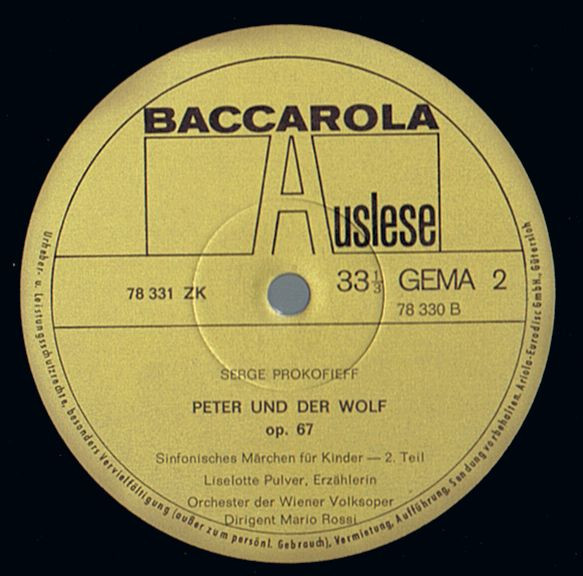 BACCAROLA
Auslese
78 331 ZK
33 1/3 GEMA 2
78 330 B
SERGE PROKOFIEFF
PETER UND DER WOLF
op. 67
Sinfonisches Märchen für Kinder — 2. Teil
Liselotte Pulver, Erzählerin
Orchester der Wiener Volksoper
Dirigent Mario Rossi
Urheber- u. Leistungsschutzrechte, besonders Vervielfältigung (außer zum persönl. Gebrauch), Vermietung, Aufführung, Sendung vorbehalten. Ariola-Eurodisc GmbH., Gütersloh